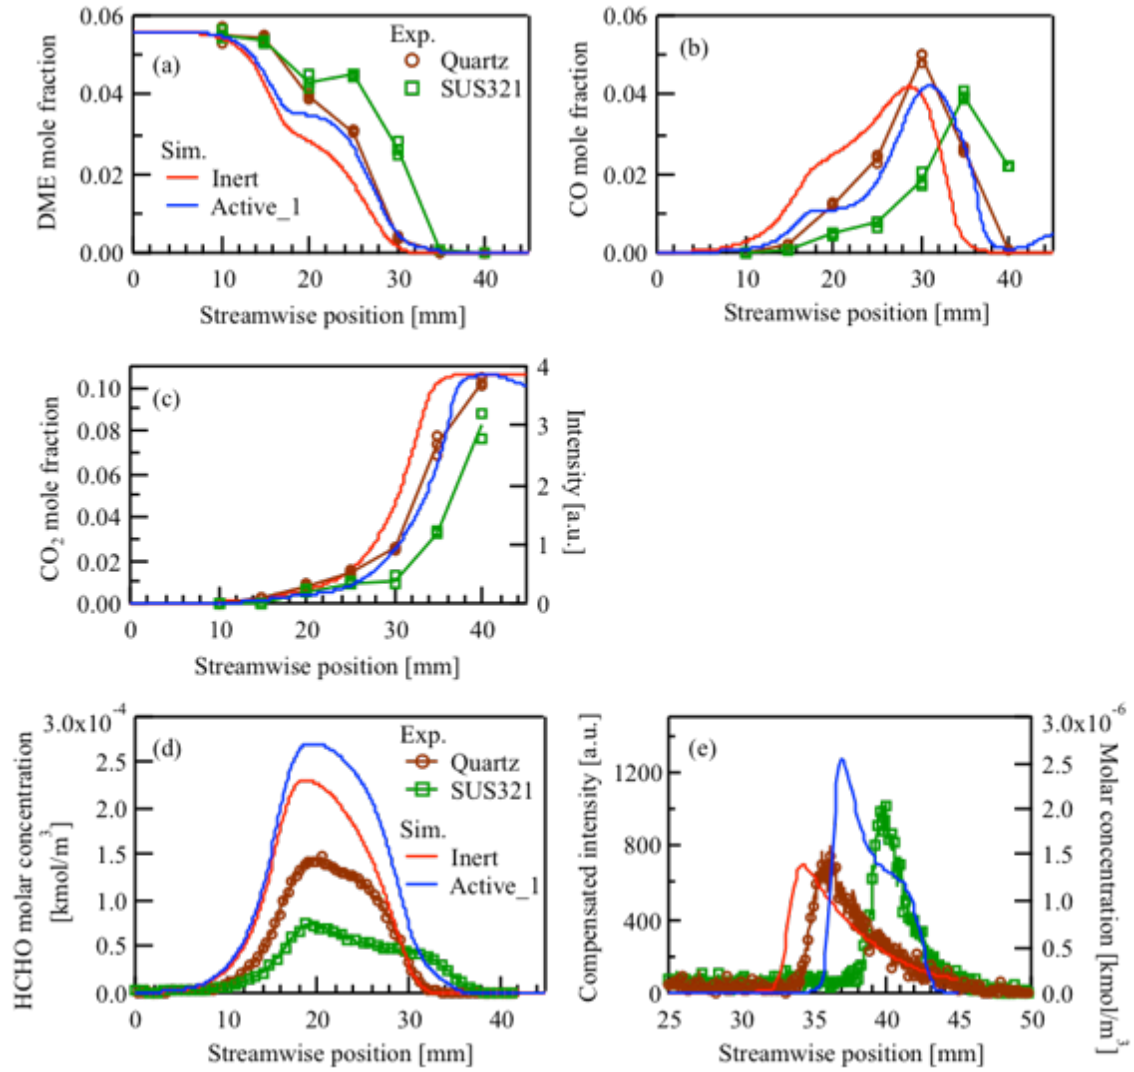 0.06
0.04
0.02
0.00
DME mole fraction
(a)
Exp.
Quartz
SUS321
Sim.
Inert
Active_1
0 10 20 30 40
Streamwise position [mm]
0.06
0.04
0.02
0.00
CO mole fraction
(b)
0 10 20 30 40
Streamwise position [mm]
0.10
0.08
0.06
0.04
0.02
0.00
CO₂ mole fraction
(c)
4
3
2
1
0
Intensity [a.u.]
0 10 20 30 40
Streamwise position [mm]
3.0x10⁻⁴
2.5
2.0
1.5
1.0
0.5
0.0
HCHO molar concentration
[kmol/m³]
(d)
Exp.
Quartz
SUS321
Sim.
Inert
Active_1
0 10 20 30 40
Streamwise position [mm]
1200
800
400
0
Compensated intensity [a.u.]
(e)
3.0x10⁻⁶
2.5
2.0
1.5
1.0
0.5
0.0
Molar concentration [kmol/m³]
25 30 35 40 45 50
Streamwise position [mm]